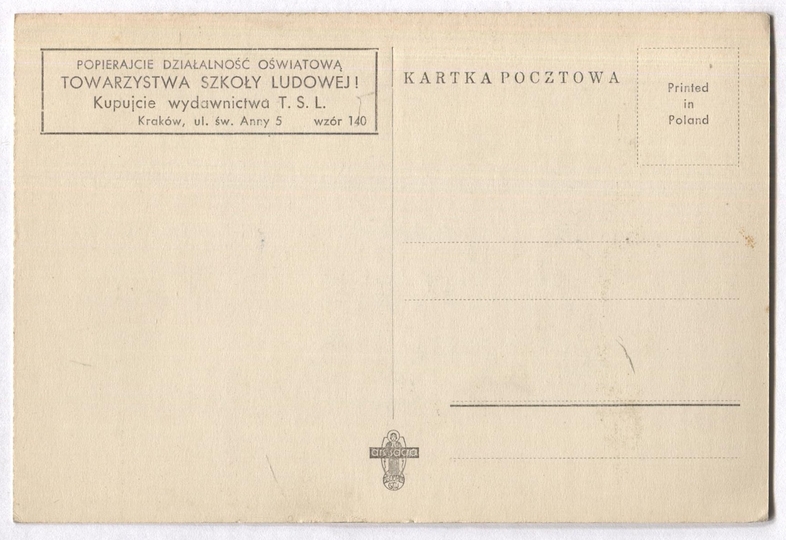 POPIERAJCIE DZIAŁALNOŚĆ OŚWIATOWĄ
TOWARZYSTWA SZKOŁY LUDOWEJ!
Kupujcie wydawnictwa T. S. L.
Kraków, ul. św. Anny 5 wzór 140
KARTKA POCZTOWA
Printed
in
Poland
ars sacra